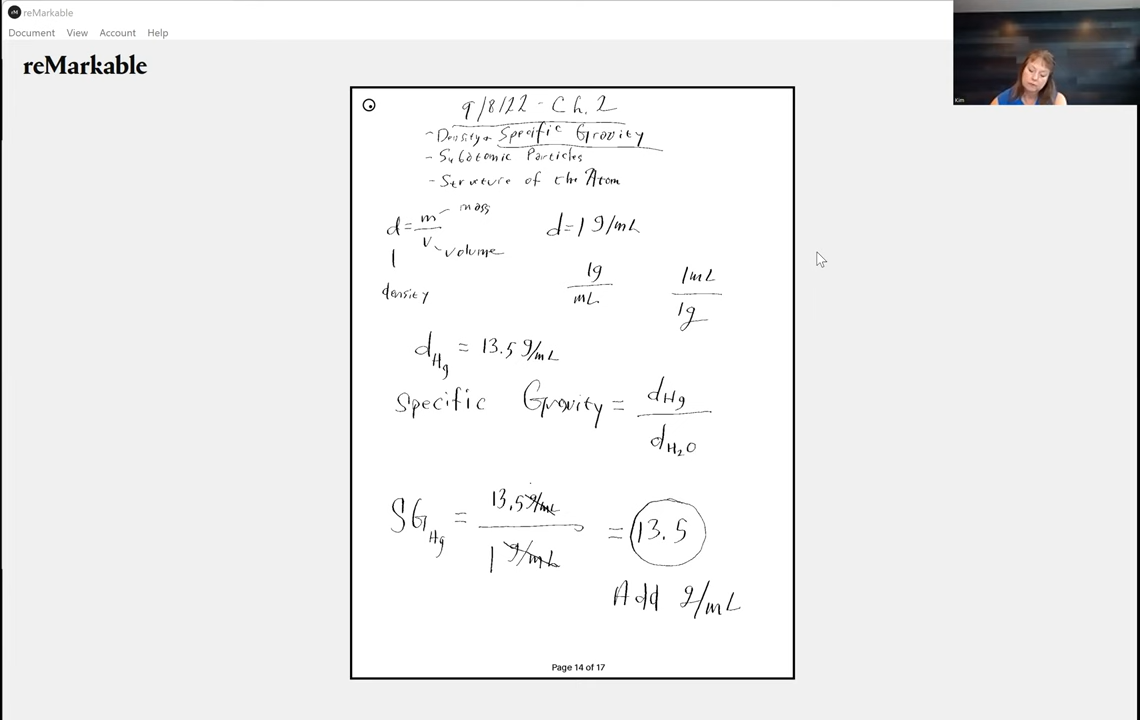 rM reMarkable
Document View Account Help
reMarkable
Kim
9/8/22 - Ch. 2
- Density + Specific Gravity
- Subatomic Particles
- Structure of the Atom
d = m/V
mass
volume
density
d = 1 g/mL
1g/mL
1mL/1g
dHg = 13.5 g/mL
Specific Gravity = dHg/dH2O
SGHg = 13.5 g/mL / 1 g/mL = 13.5
Add g/mL
Page 14 of 17